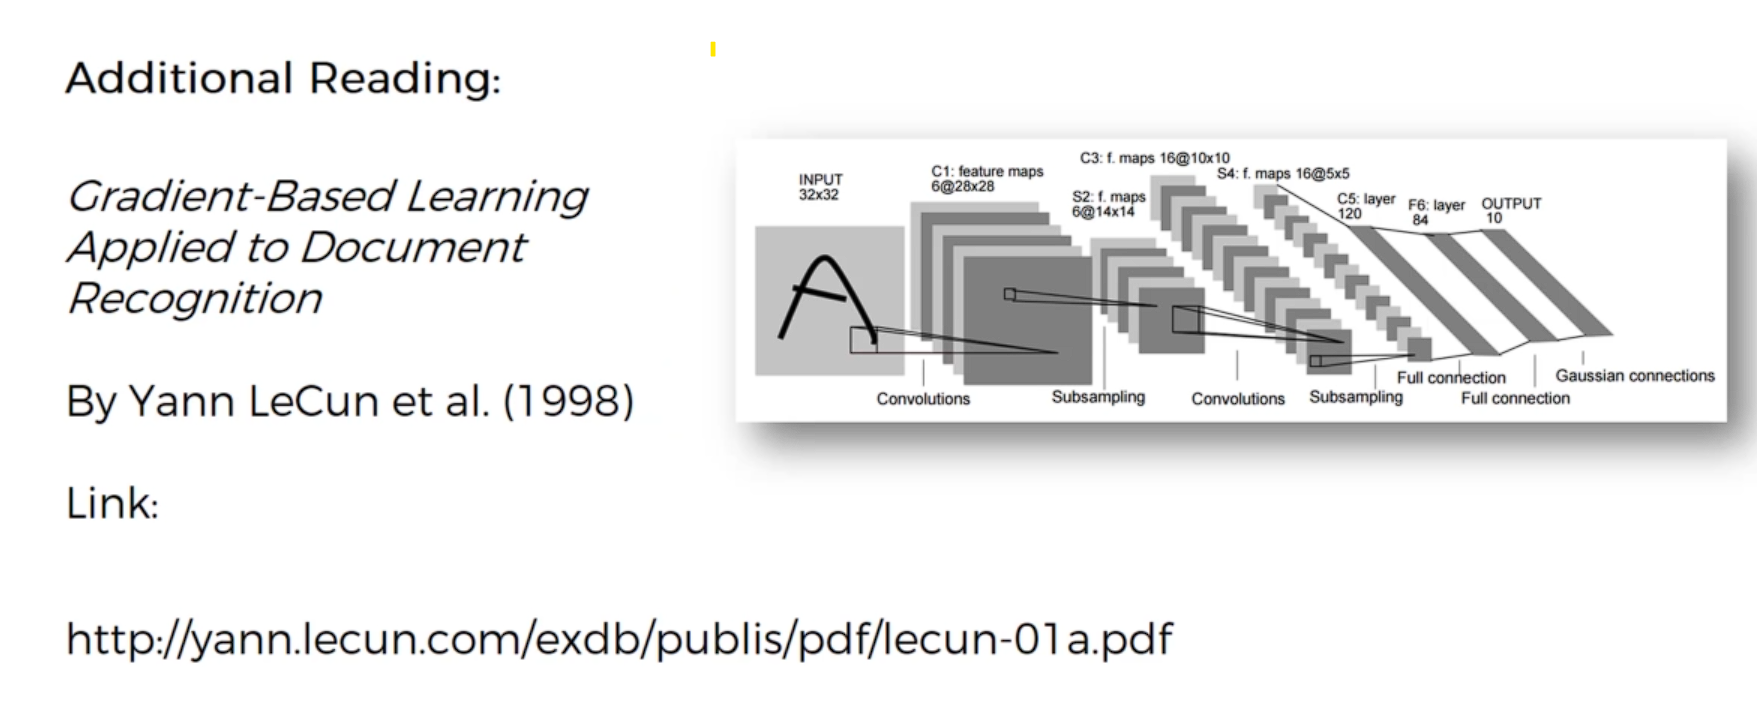 Additional Reading:
Gradient-Based Learning
Applied to Document
Recognition
By Yann LeCun et al. (1998)
Link:
http://yann.lecun.com/exdb/publis/pdf/lecun-01a.pdf
INPUT
32x32
C1: feature maps
6@28x28
S2: f. maps
6@14x14
C3: f. maps 16@10x10
S4: f. maps 16@5x5
C5: layer
120
F6: layer
84
OUTPUT
10
A
Convolutions
Subsampling
Convolutions
Subsampling
Full connection
Full connection
Gaussian connections